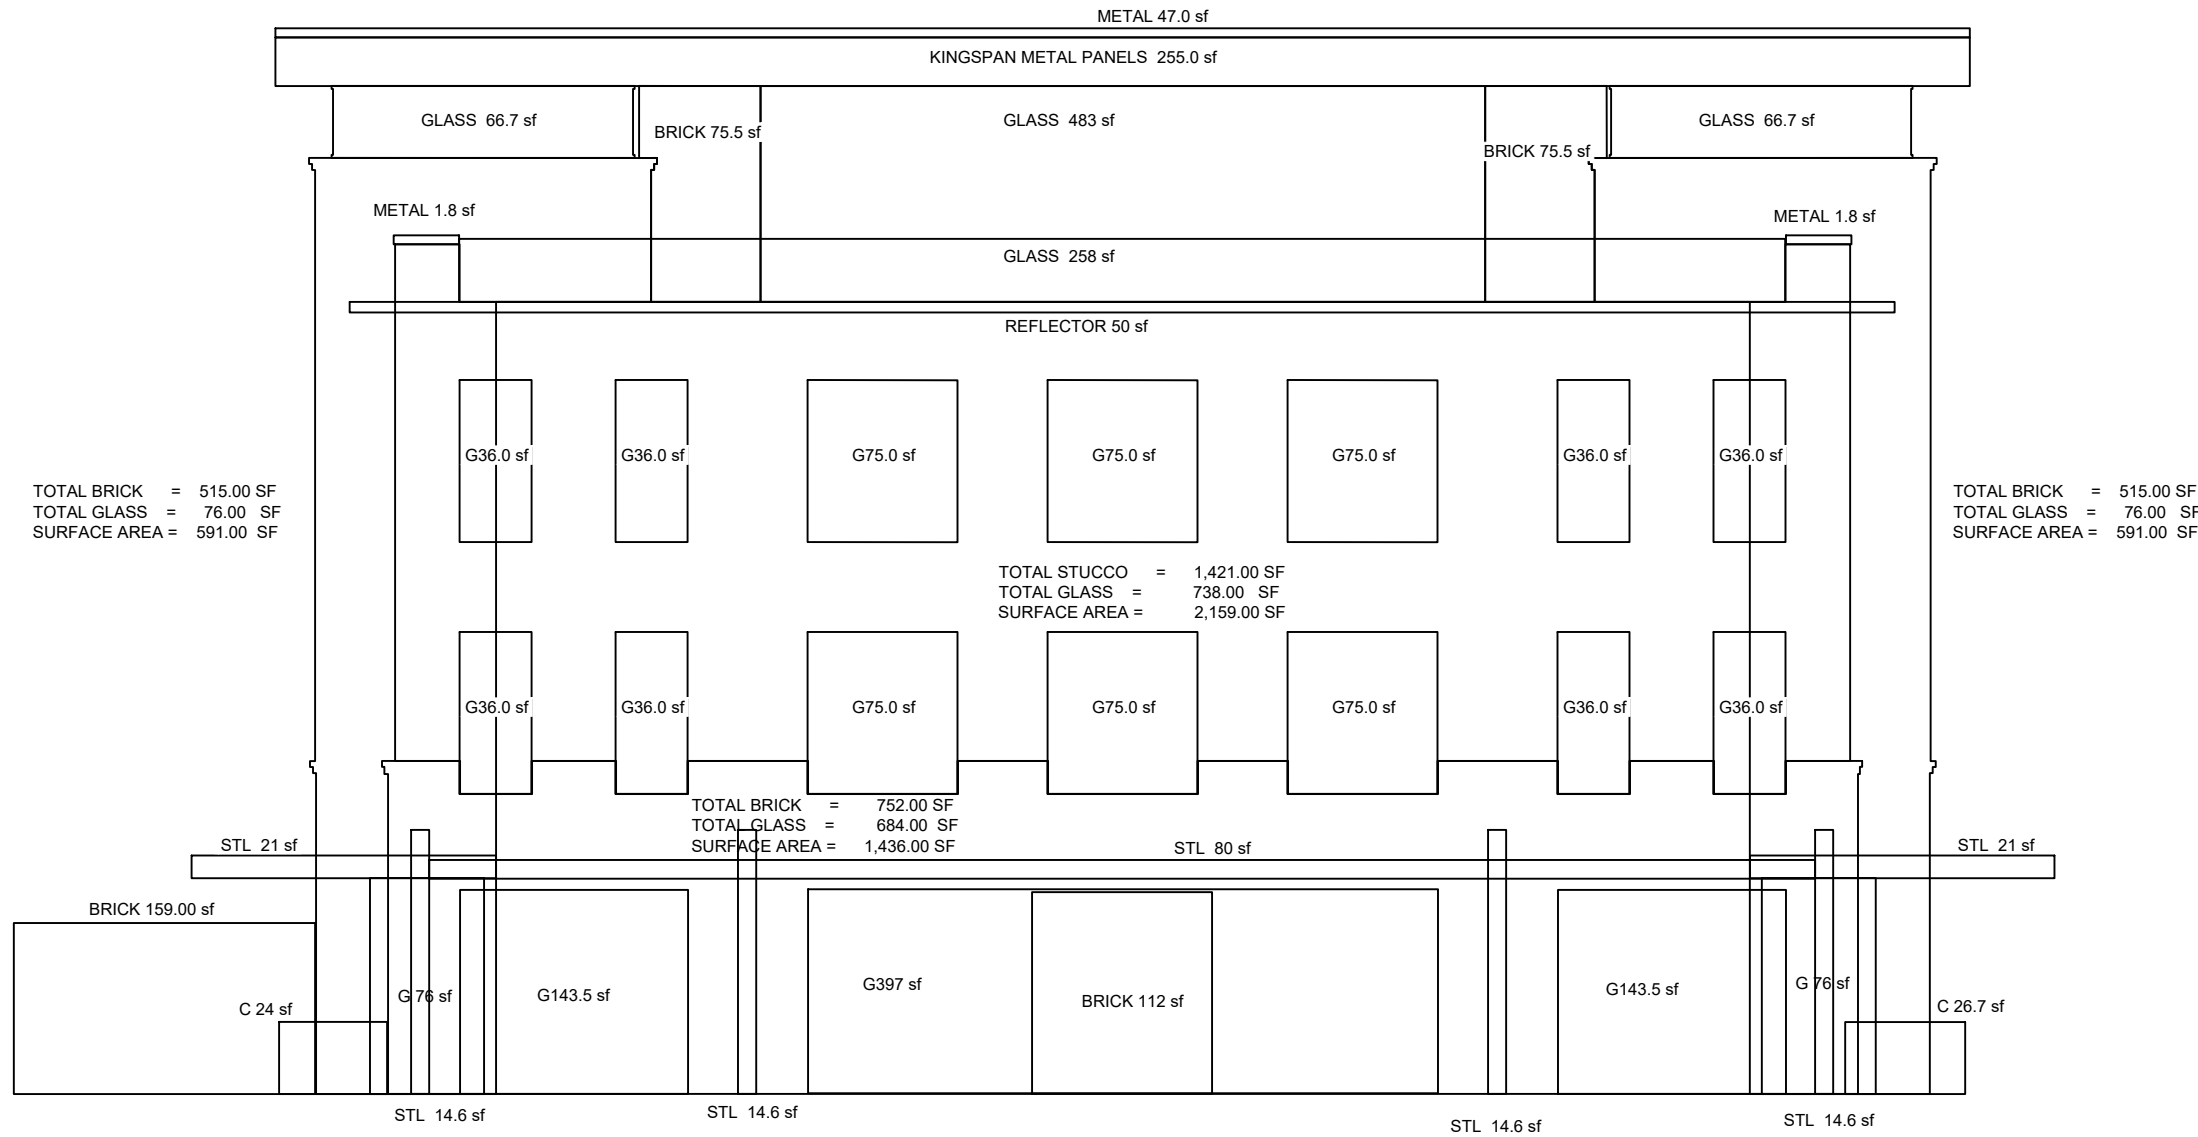 METAL 47.0 sf
KINGSPAN METAL PANELS 255.0 sf
GLASS 66.7 sf
BRICK 75.5 sf
GLASS 483 sf
BRICK 75.5 sf
GLASS 66.7 sf
METAL 1.8 sf
METAL 1.8 sf
GLASS 258 sf
REFLECTOR 50 sf
G36.0 sf
G36.0 sf
G75.0 sf
G75.0 sf
G75.0 sf
G36.0 sf
G36.0 sf
TOTAL BRICK = 515.00 SF
TOTAL GLASS = 76.00 SF
SURFACE AREA = 591.00 SF
TOTAL BRICK = 515.00 SF
TOTAL GLASS = 76.00 SF
SURFACE AREA = 591.00 SF
TOTAL STUCCO = 1,421.00 SF
TOTAL GLASS = 738.00 SF
SURFACE AREA = 2,159.00 SF
G36.0 sf
G36.0 sf
G75.0 sf
G75.0 sf
G75.0 sf
G36.0 sf
G36.0 sf
TOTAL BRICK = 752.00 SF
TOTAL GLASS = 684.00 SF
SURFACE AREA = 1,436.00 SF
STL 21 sf
STL 80 sf
STL 21 sf
BRICK 159.00 sf
C 24 sf
G 76 sf
G143.5 sf
G397 sf
BRICK 112 sf
G143.5 sf
G 76 sf
C 26.7 sf
STL 14.6 sf
STL 14.6 sf
STL 14.6 sf
STL 14.6 sf